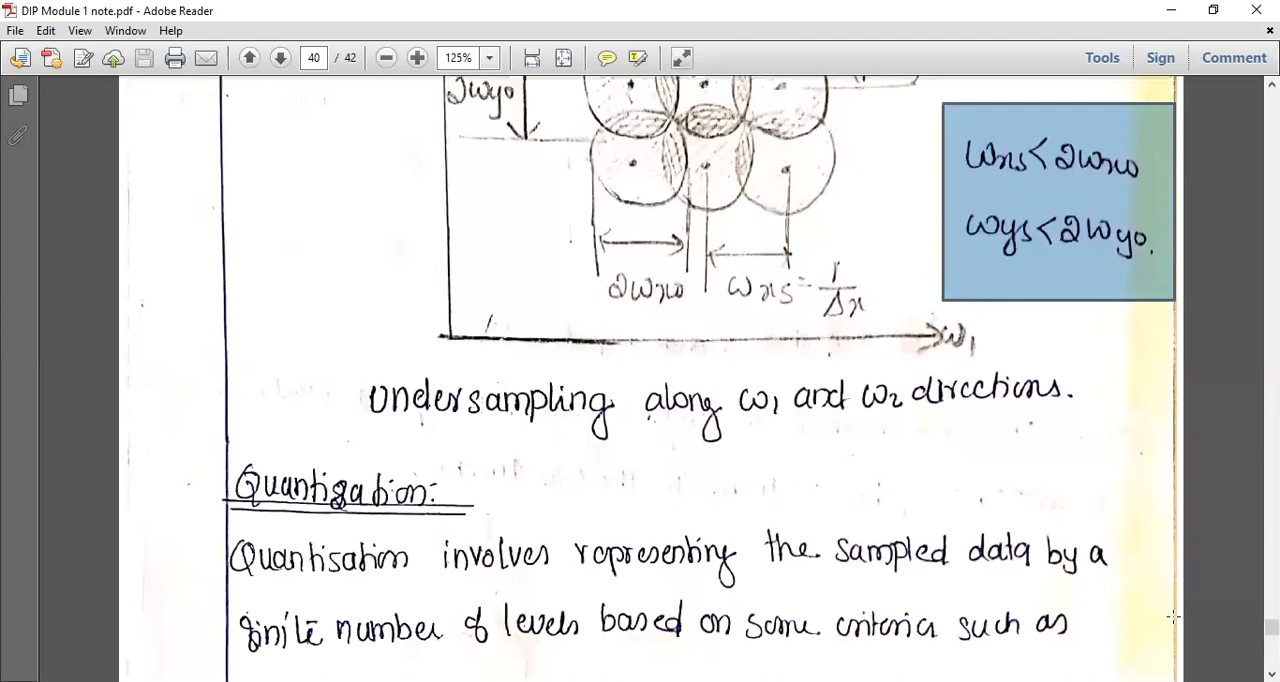 DIP Module 1 note.pdf - Adobe Reader
File Edit View Window Help
40 / 42 125% Tools Sign Comment
2ωy0
ωxs < 2ωx0
ωys < 2ωy0.
2ωx0 ωxs = 1/Δx
ω1
Undersampling along ω1 and ω2 directions.
Quantization:
Quantisation involves representing the sampled data by a
finite number of levels based on some criteria such as